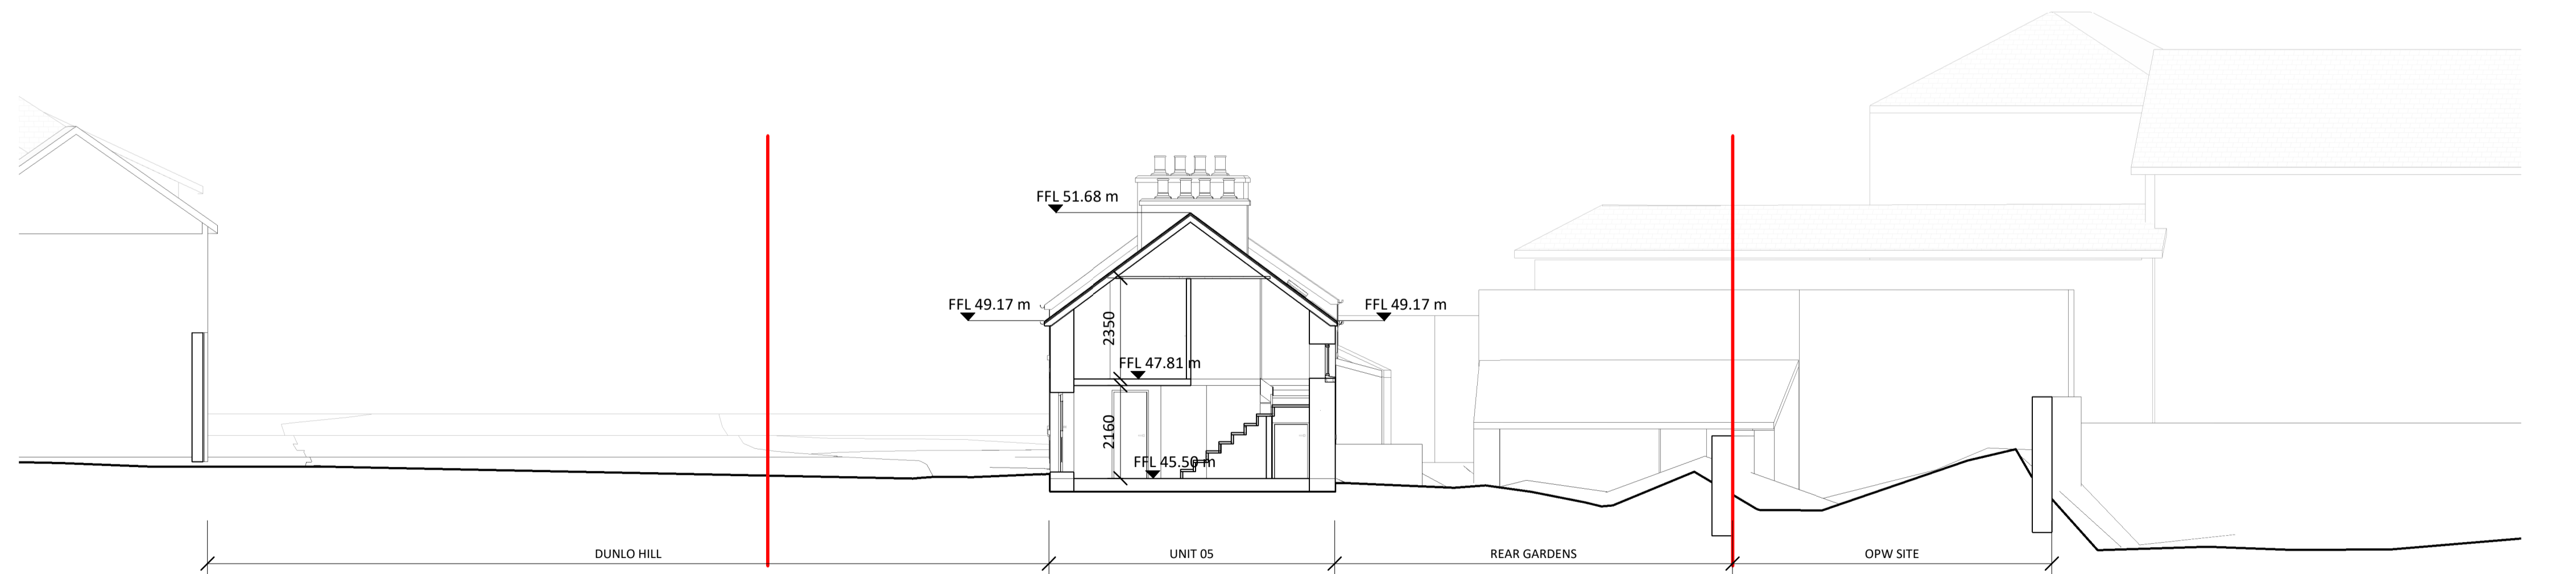 FFL 51.68 m
FFL 49.17 m
FFL 49.17 m
2350
FFL 47.81 m
2160
FFL 45.50 m
DUNLO HILL
UNIT 05
REAR GARDENS
OPW SITE